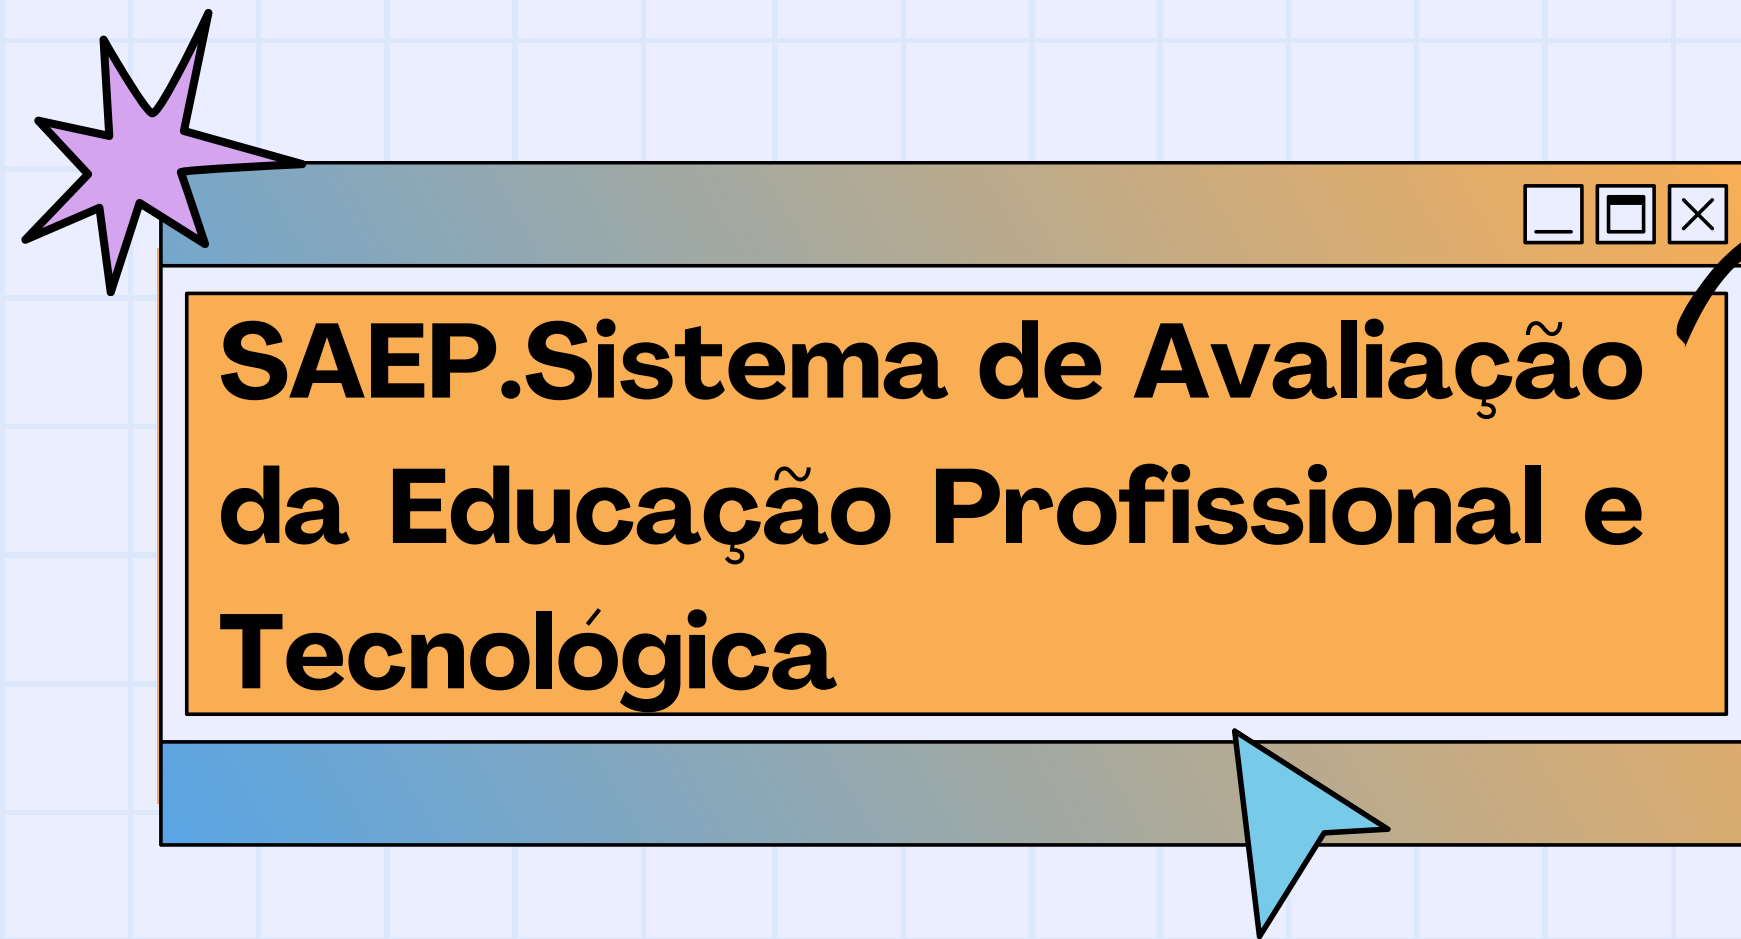 SAEP.Sistema de Avaliação
da Educação Profissional e
Tecnológica